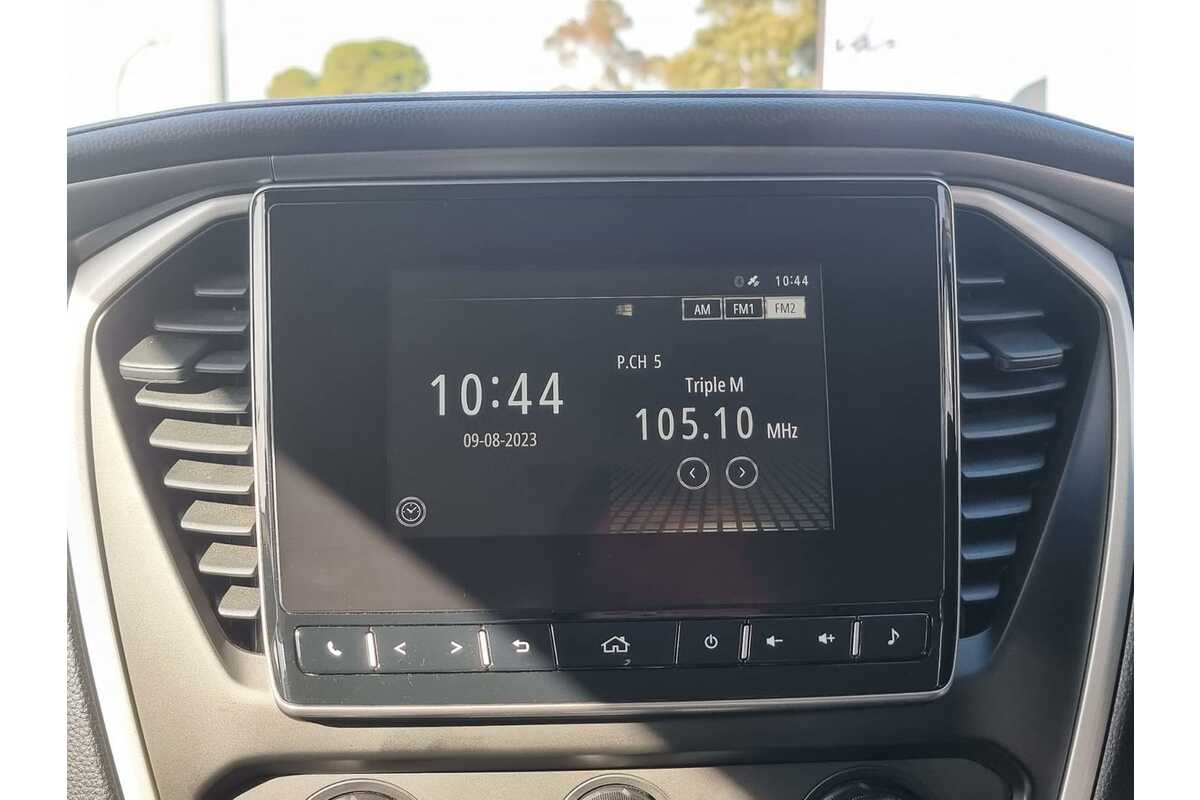 10:44
AM FM1 FM2
P.CH 5
10:44
Triple M
09-08-2023
105.10 MHz